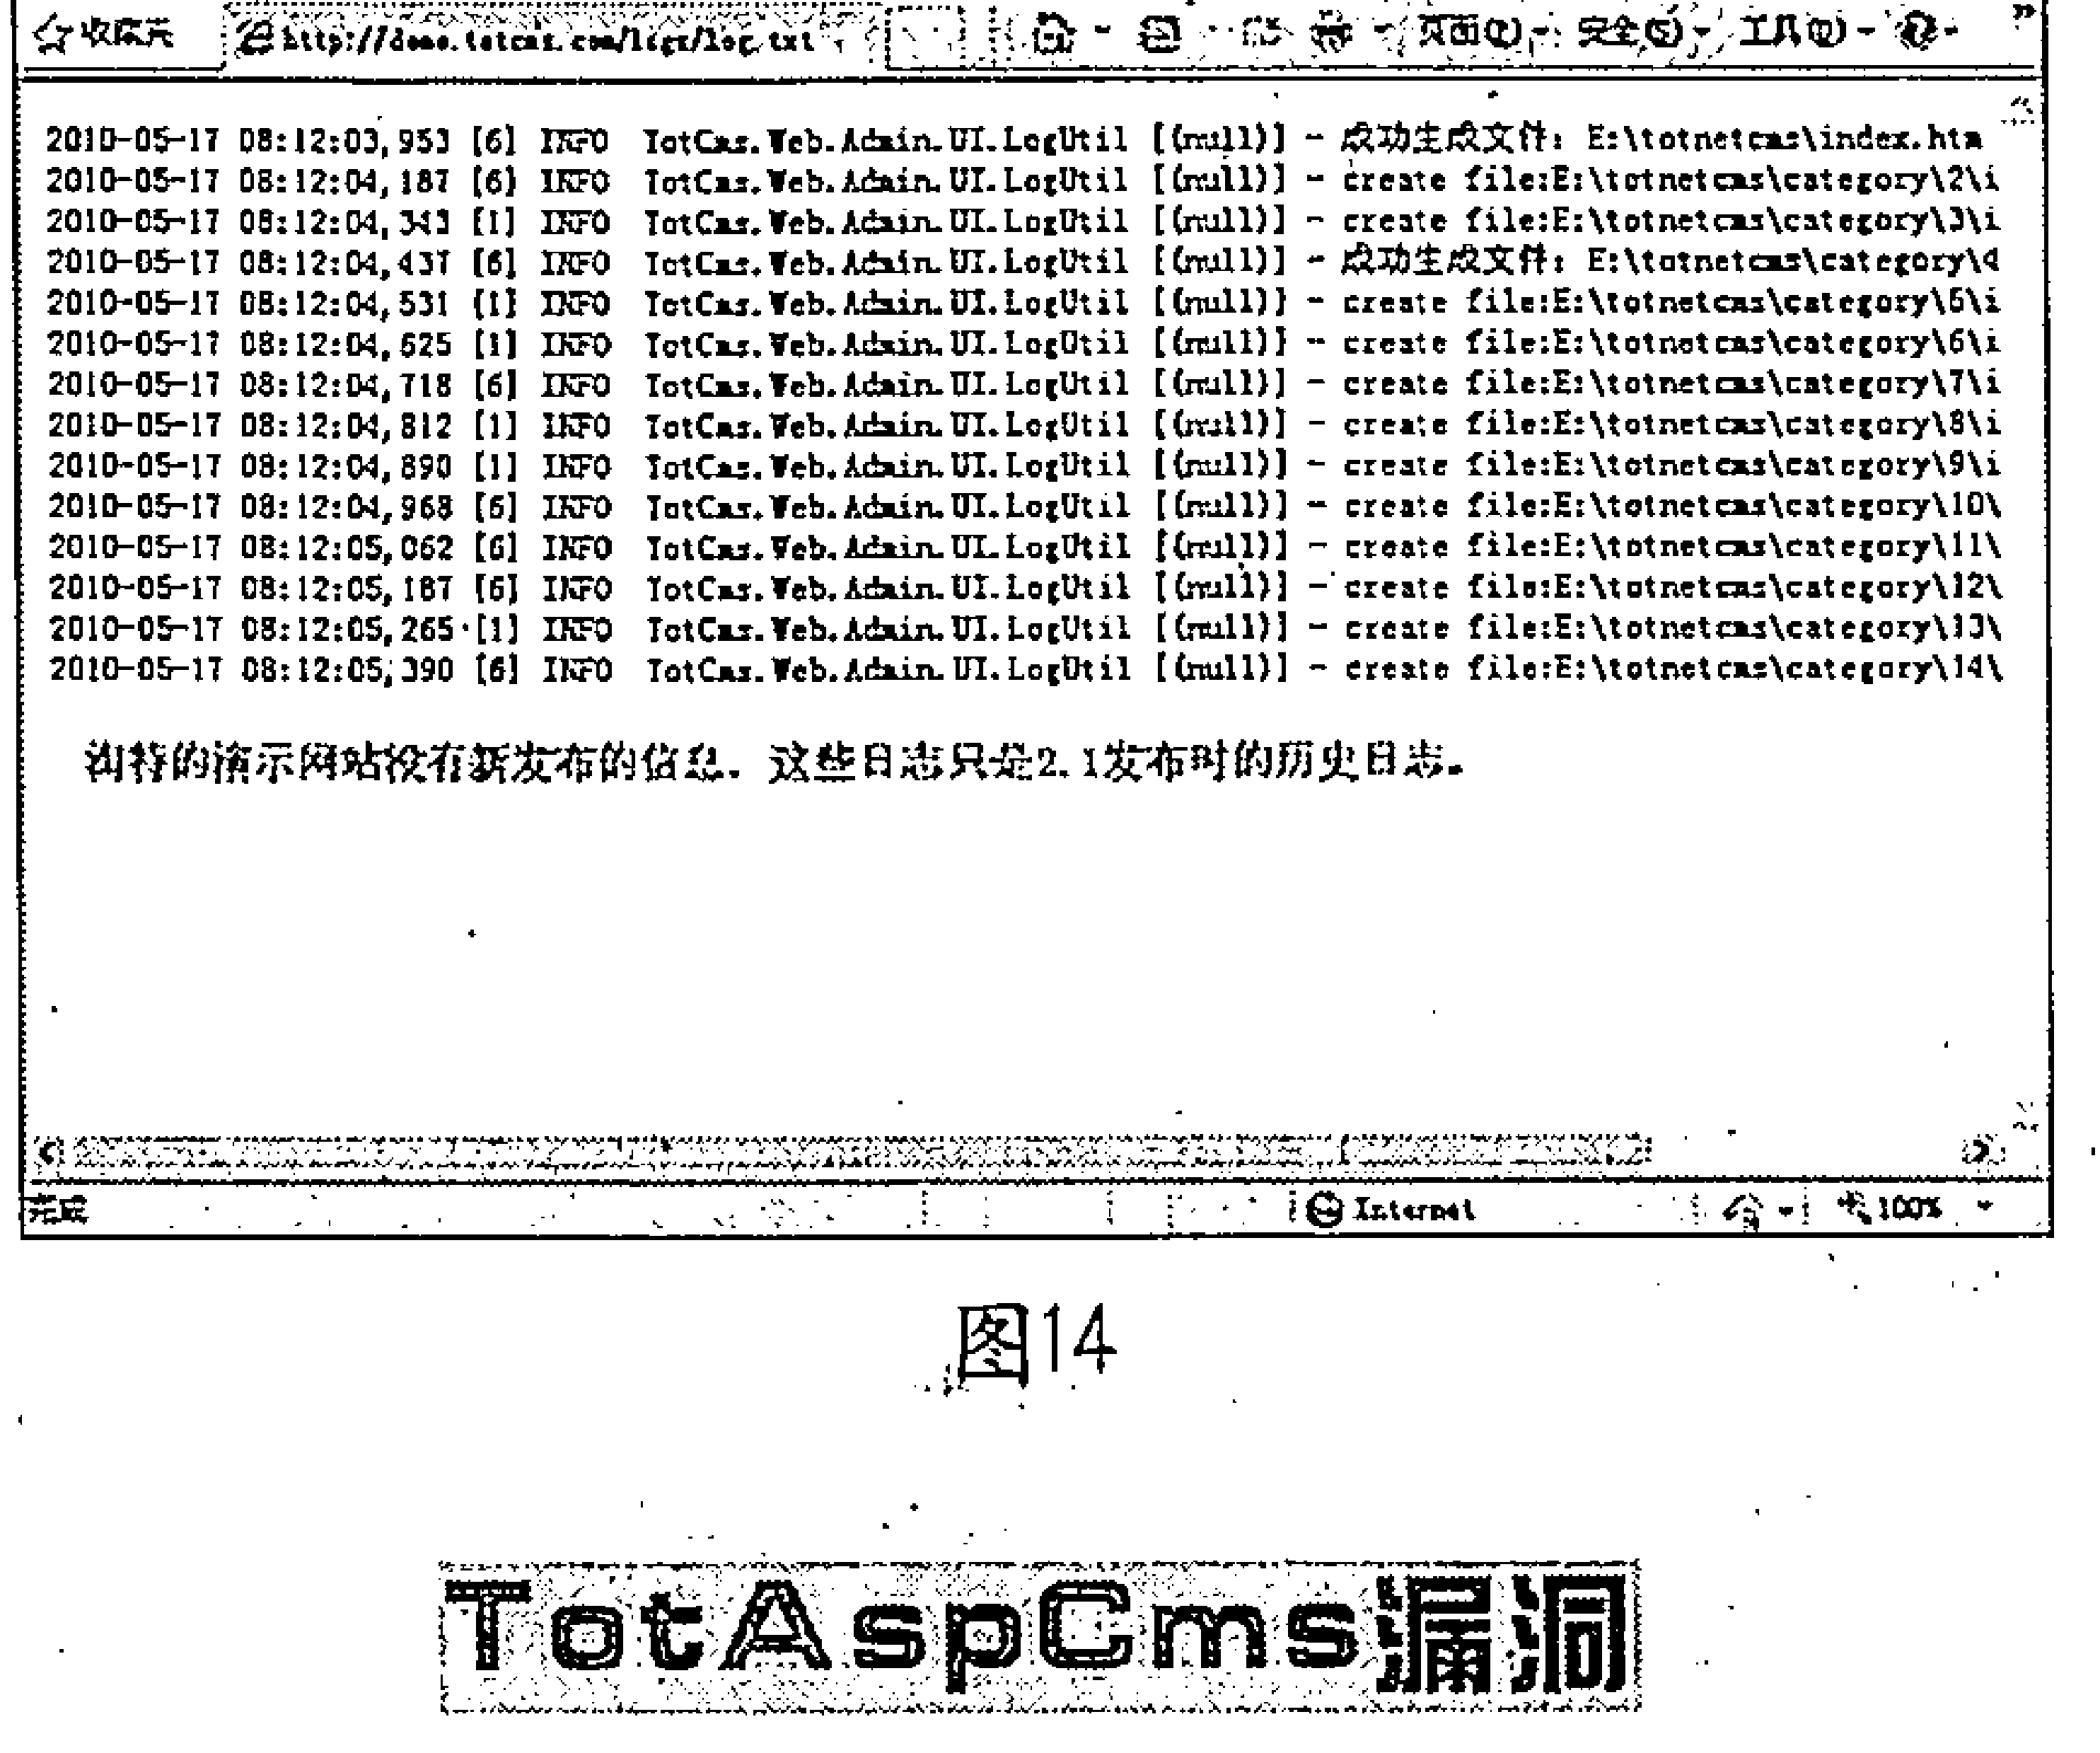 收藏夹 http://demo.totcms.com/logs/log.txt 页面(P) 安全(S) 工具(O)
2010-05-17 08:12:03,953 [6] INFO TotCms.Web.Admin.UI.LogUtil [(null)] - 成功生成文件：E:\totnetcms\index.htm
2010-05-17 08:12:04,187 [6] INFO TotCms.Web.Admin.UI.LogUtil [(null)] - create file:E:\totnetcms\category\2\i
2010-05-17 08:12:04,343 [1] INFO TotCms.Web.Admin.UI.LogUtil [(null)] - create file:E:\totnetcms\category\3\i
2010-05-17 08:12:04,437 [6] INFO TotCms.Web.Admin.UI.LogUtil [(null)] - 成功生成文件：E:\totnetcms\category\4
2010-05-17 08:12:04,531 [1] INFO TotCms.Web.Admin.UI.LogUtil [(null)] - create file:E:\totnetcms\category\5\i
2010-05-17 08:12:04,625 [1] INFO TotCms.Web.Admin.UI.LogUtil [(null)] - create file:E:\totnetcms\category\6\i
2010-05-17 08:12:04,718 [6] INFO TotCms.Web.Admin.UI.LogUtil [(null)] - create file:E:\totnetcms\category\7\i
2010-05-17 08:12:04,812 [1] INFO TotCms.Web.Admin.UI.LogUtil [(null)] - create file:E:\totnetcms\category\8\i
2010-05-17 08:12:04,890 [1] INFO TotCms.Web.Admin.UI.LogUtil [(null)] - create file:E:\totnetcms\category\9\i
2010-05-17 08:12:04,968 [6] INFO TotCms.Web.Admin.UI.LogUtil [(null)] - create file:E:\totnetcms\category\10\
2010-05-17 08:12:05,062 [6] INFO TotCms.Web.Admin.UI.LogUtil [(null)] - create file:E:\totnetcms\category\11\
2010-05-17 08:12:05,187 [6] INFO TotCms.Web.Admin.UI.LogUtil [(null)] - create file:E:\totnetcms\category\12\
2010-05-17 08:12:05,265 [1] INFO TotCms.Web.Admin.UI.LogUtil [(null)] - create file:E:\totnetcms\category\13\
2010-05-17 08:12:05,390 [6] INFO TotCms.Web.Admin.UI.LogUtil [(null)] - create file:E:\totnetcms\category\14\
淘特的演示网站没有新发布的信息．这些日志只是2.1发布时的历史日志。
完成 Internet 100%
图14
TotAspCms漏洞